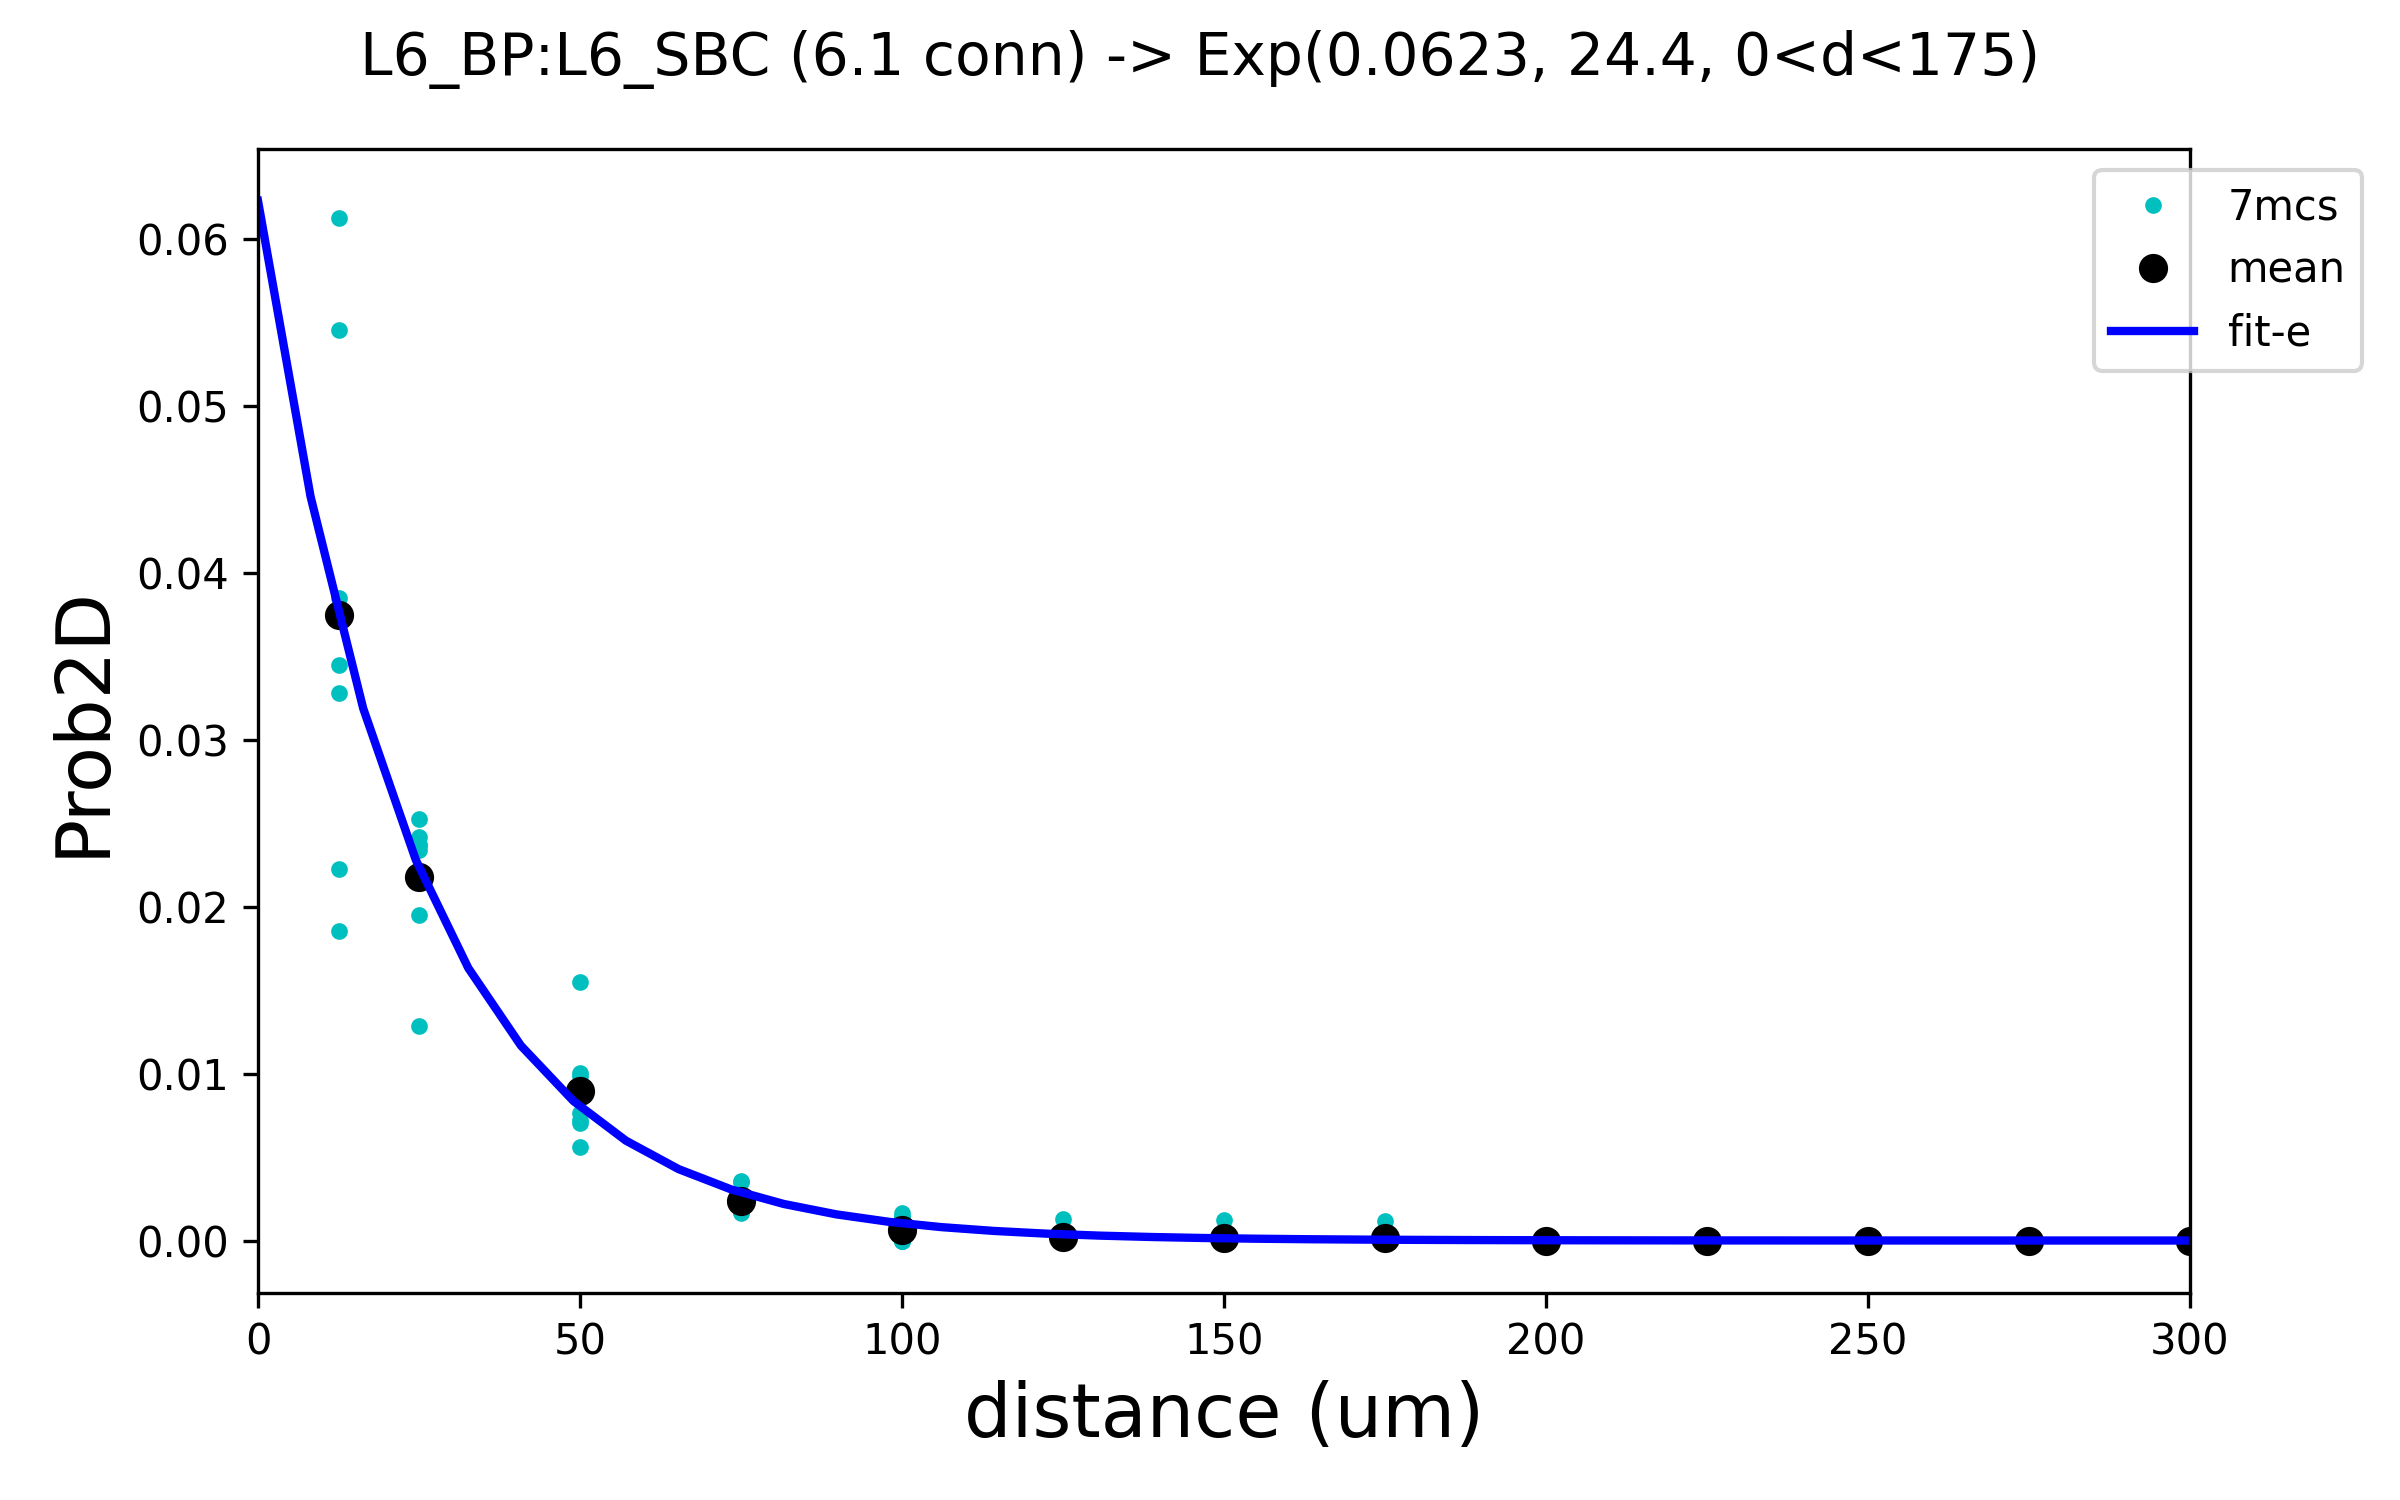 L6_BP:L6_SBC (6.1 conn) -> Exp(0.0623, 24.4, 0<d<175)
7mcs
mean
fit-e
0.06
0.05
0.04
0.03
0.02
0.01
0.00
Prob2D
0 50 100 150 200 250 300
distance (um)